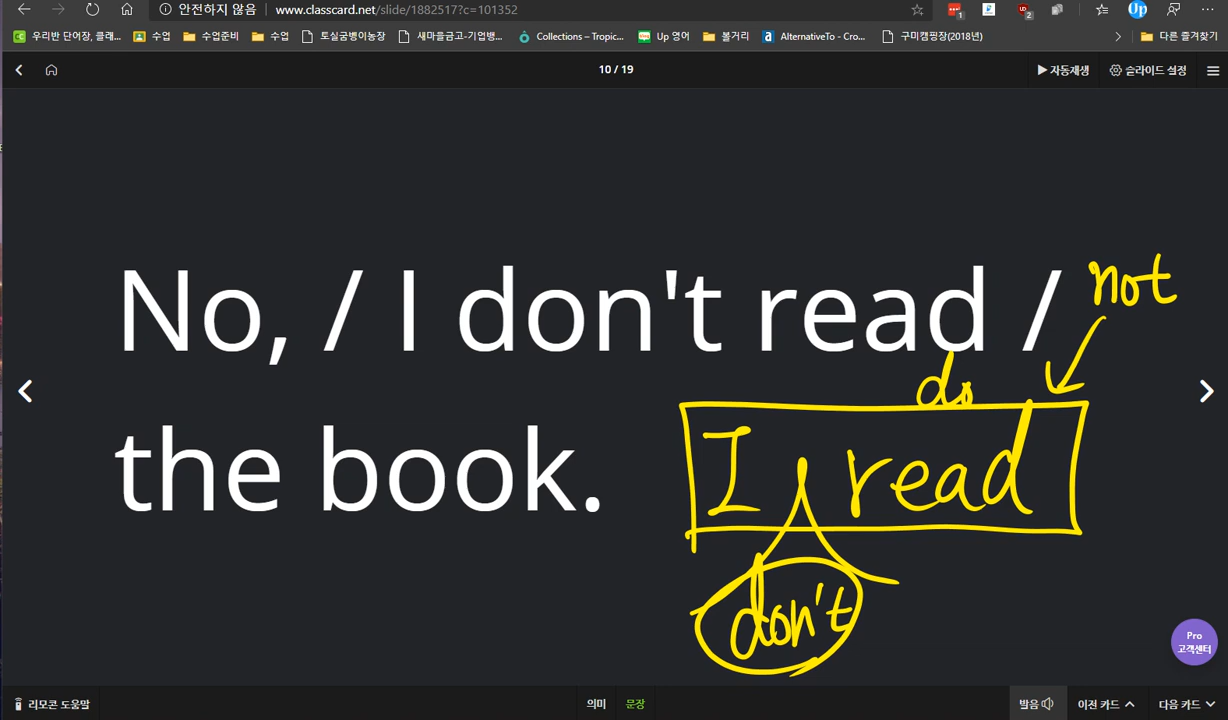 안전하지 않음 www.classcard.net/slide/1882517?c=101352
우리반 단어장, 클래... 수업 수업준비 수업 토실굼벵이농장 새마을금고-기업뱅... Collections – Tropic... Up 영어 볼거리 AlternativeTo - Cro... 구미캠핑장(2018년) 다른 즐겨찾기
10 / 19 자동재생 슬라이드 설정
No, / I don't read /
not
do
the book.
I read
don't
Pro
고객센터
리모콘 도움말 의미 문장 발음 이전 카드 다음 카드